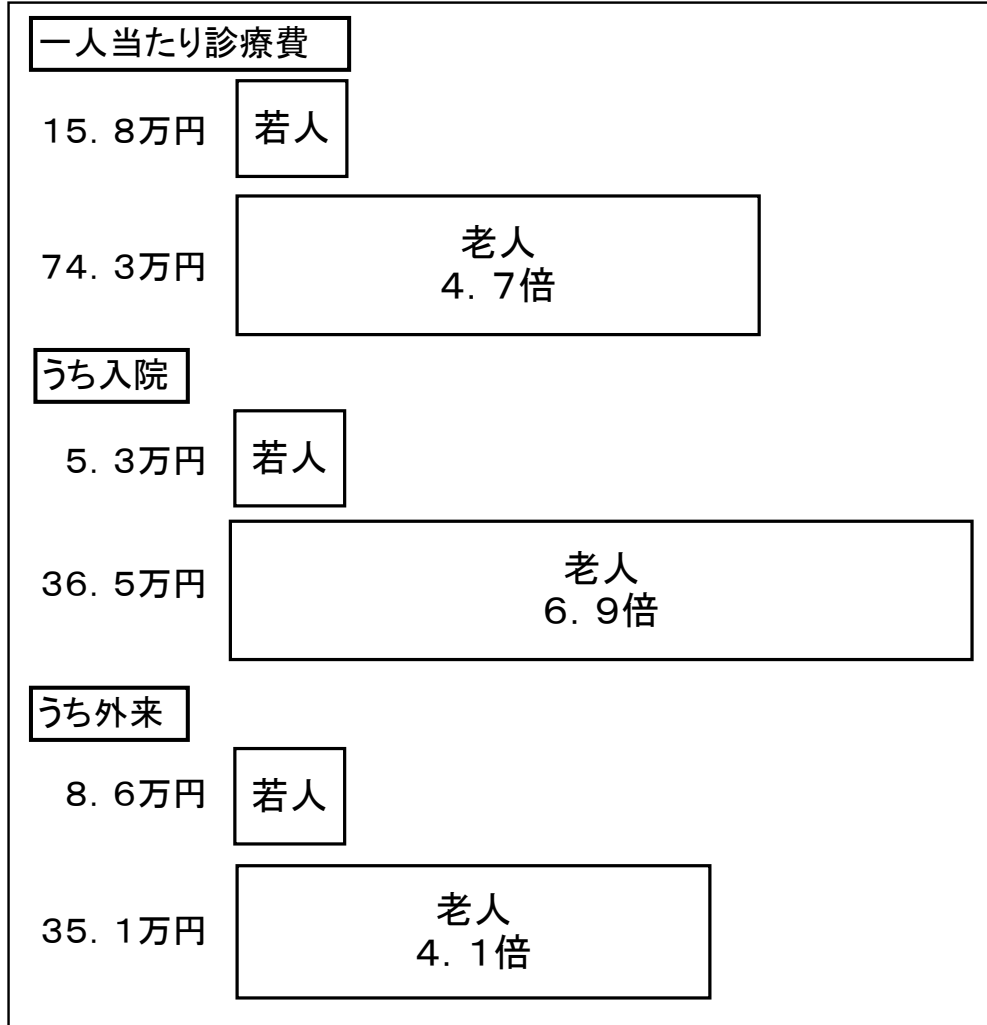 一人当たり診療費
15．8万円
若人
74．3万円
老人
4．7倍
うち入院
5．3万円
若人
36．5万円
老人
6．9倍
うち外来
8．6万円
若人
35．1万円
老人
4．1倍